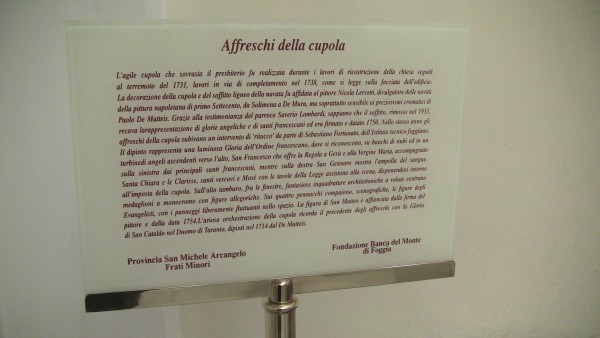 Affreschi della cupola
L'agile cupola che sovrasta il presbiterio fu realizzata durante i lavori di ricostruzione della chiesa seguiti
al terremoto del 1731, lavori in via di completamento nel 1738, come si legge sulla facciata dell'edificio.
La decorazione della cupola e del soffitto ligneo della navata fu affidata al pittore Nicola Lersotti, divulgatore delle novità
della pittura napoletana di primo Settecento, da Solimena a De Mura, ma soprattutto sensibile ai preziosismi cromatici di
Paolo De Matteis. Grazie alla testimonianza del parroco Saverio Lombardi, sappiamo che il soffitto, rimosso nel 1933,
recava larappresentazione di glorie angeliche e di santi francescani ed era firmato e datato 1750. Nello stesso anno gli
affreschi della cupola subirano un intervento di 'ritocco' da parte di Sebastiano Fortunato, dell'Istituto tecnico foggiano.
Il dipinto rappresenta una luminosa Gloria dell'Ordine francescano, dove si riconoscono, su banchi di nubi ed in un
turbinedi angeli ascendenti verso l'alto, San Francesco che offre la Regola a Gesù e alla Vergine Maria, accompagnato
sulla sinistra dai principali santi francescani, mentre sulla destra San Gennaro mostra l'ampolla del sangue.
Santa Chiara e le Clarisse, santi vescovi e Mosè con le tavole della Legge assistono alla scena, disponendosi intorno
all'imposta della cupola. Sull'alto tamburo, fra le finestre, fantasiose inquadrature architettoniche a volute contrano
medaglioni a monocromo con figure allegoriche. Sui quattro pennacchi campaiono, scenografiche, le figure degli
Evangelisti, con i panneggi liberamente fluttuanti nello spazio. La figura di San Matteo è affiancata dalla firma del
pittore e dalla data 1754.L'ariosa orchestrazione della cupola ricorda il precedente degli affreschi con la Gloria
di San Cataldo nel Duomo di Taranto, dipinti nel 1714 dal De Matteis.
Provincia San Michele Arcangelo
Frati Minori
Fondazione Banca del Monte
di Foggia